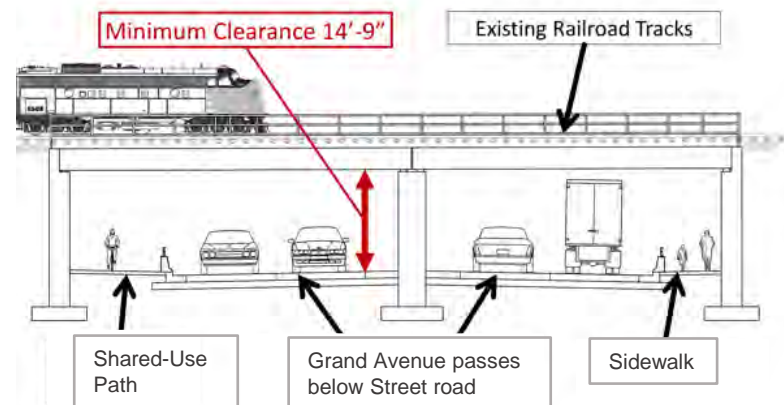 Minimum Clearance 14'-9"
Existing Railroad Tracks
Shared-Use
Path
Grand Avenue passes
below Street road
Sidewalk